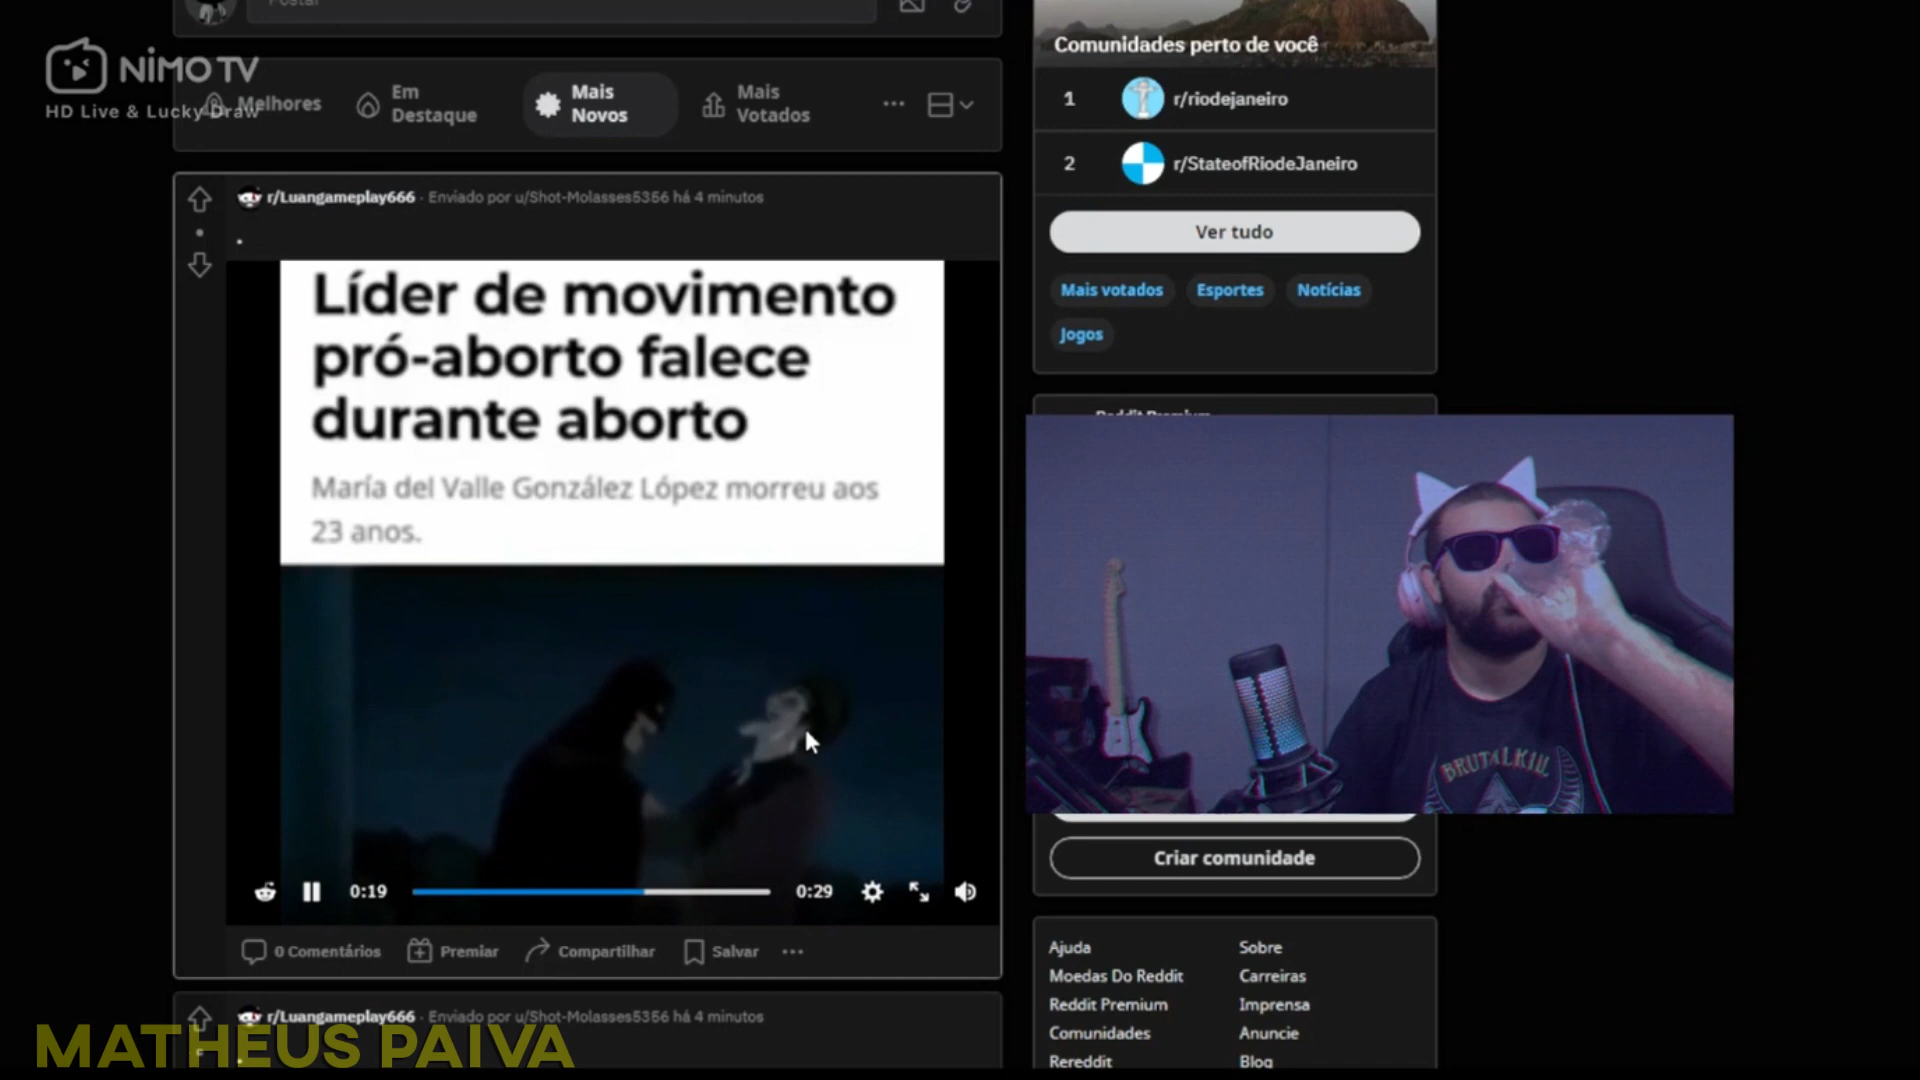 Postar
NiMO TV
HD Live & Lucky Draw
Melhores
Em
Destaque
Mais
Novos
Mais
Votados
r/Luangameplay666 · Enviado por u/Shot-Molasses5356 há 4 minutos
.
Líder de movimento
pró-aborto falece
durante aborto
María del Valle González López morreu aos
23 anos.
0:19
0:29
0 Comentários
Premiar
Compartilhar
Salvar
r/Luangameplay666 · Enviado por u/Shot-Molasses5356 há 4 minutos
MATHEUS PAIVA
Comunidades perto de você
1 r/riodejaneiro
2 r/StateofRiodeJaneiro
Ver tudo
Mais votados
Esportes
Notícias
Jogos
Reddit Premium
BRUTALKILL
Criar comunidade
Ajuda
Sobre
Moedas Do Reddit
Carreiras
Reddit Premium
Imprensa
Comunidades
Anuncie
Rereddit
Blog